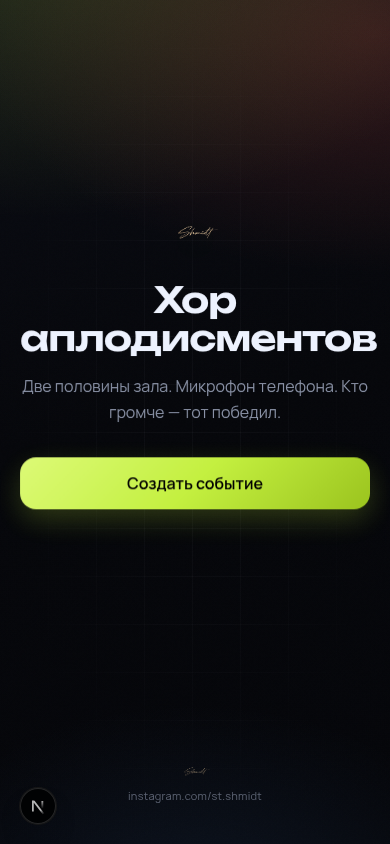 Shmidt
Хор
аплодисментов
Две половины зала. Микрофон телефона. Кто
громче — тот победил.
Создать событие
Shmidt
instagram.com/st.shmidt
N